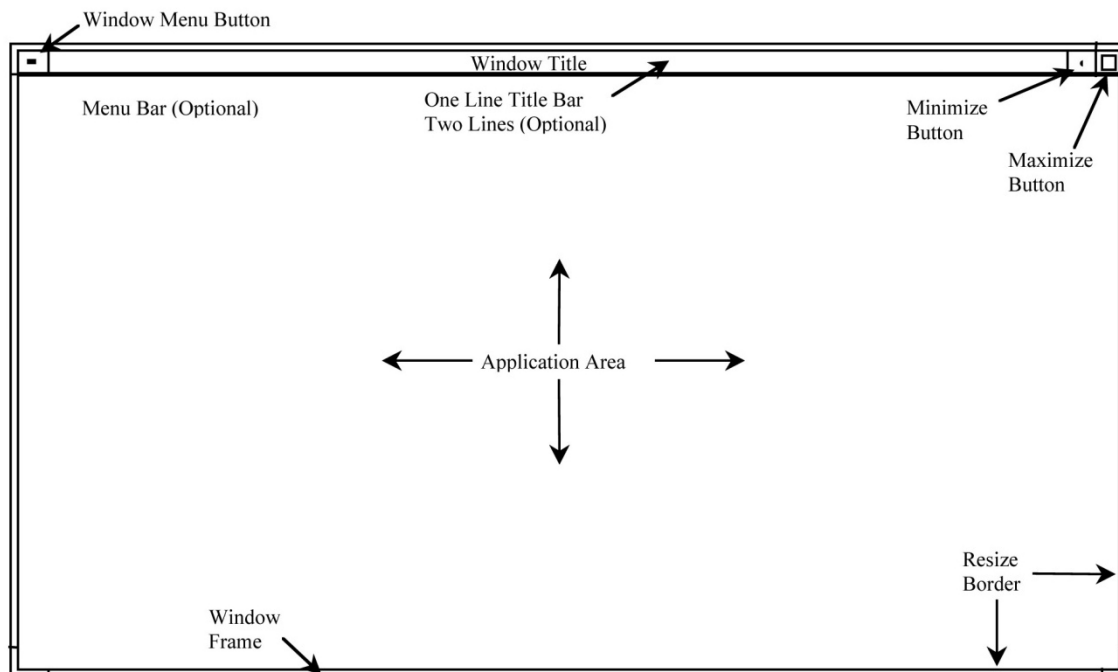 Window Menu Button
Window Title
Menu Bar (Optional)
One Line Title Bar
Two Lines (Optional)
Minimize
Button
Maximize
Button
Application Area
Resize
Border
Window
Frame